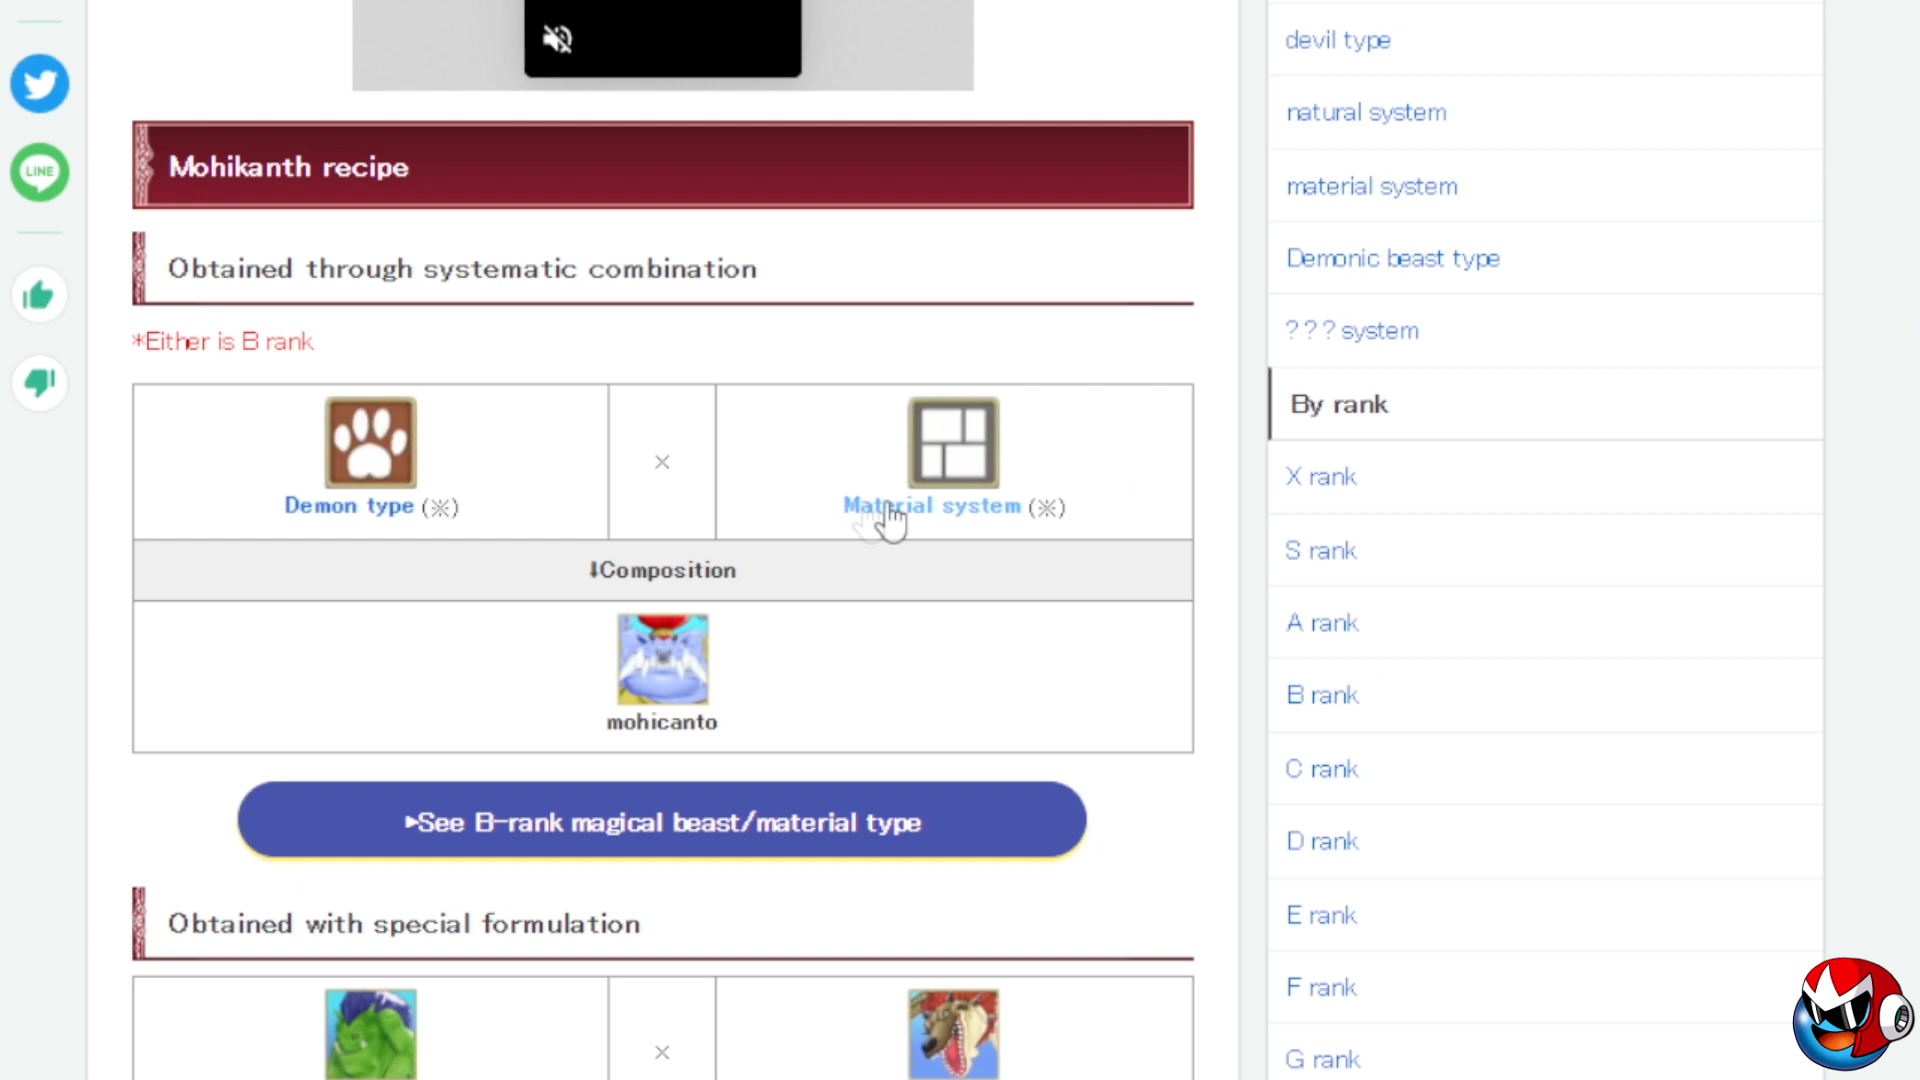 LINE
Mohikanth recipe
Obtained through systematic combination
*Either is B rank
Demon type (※)
×
Material system (※)
⬇Composition
mohicanto
▸See B-rank magical beast/material type
Obtained with special formulation
×
devil type
natural system
material system
Demonic beast type
??? system
By rank
X rank
S rank
A rank
B rank
C rank
D rank
E rank
F rank
G rank